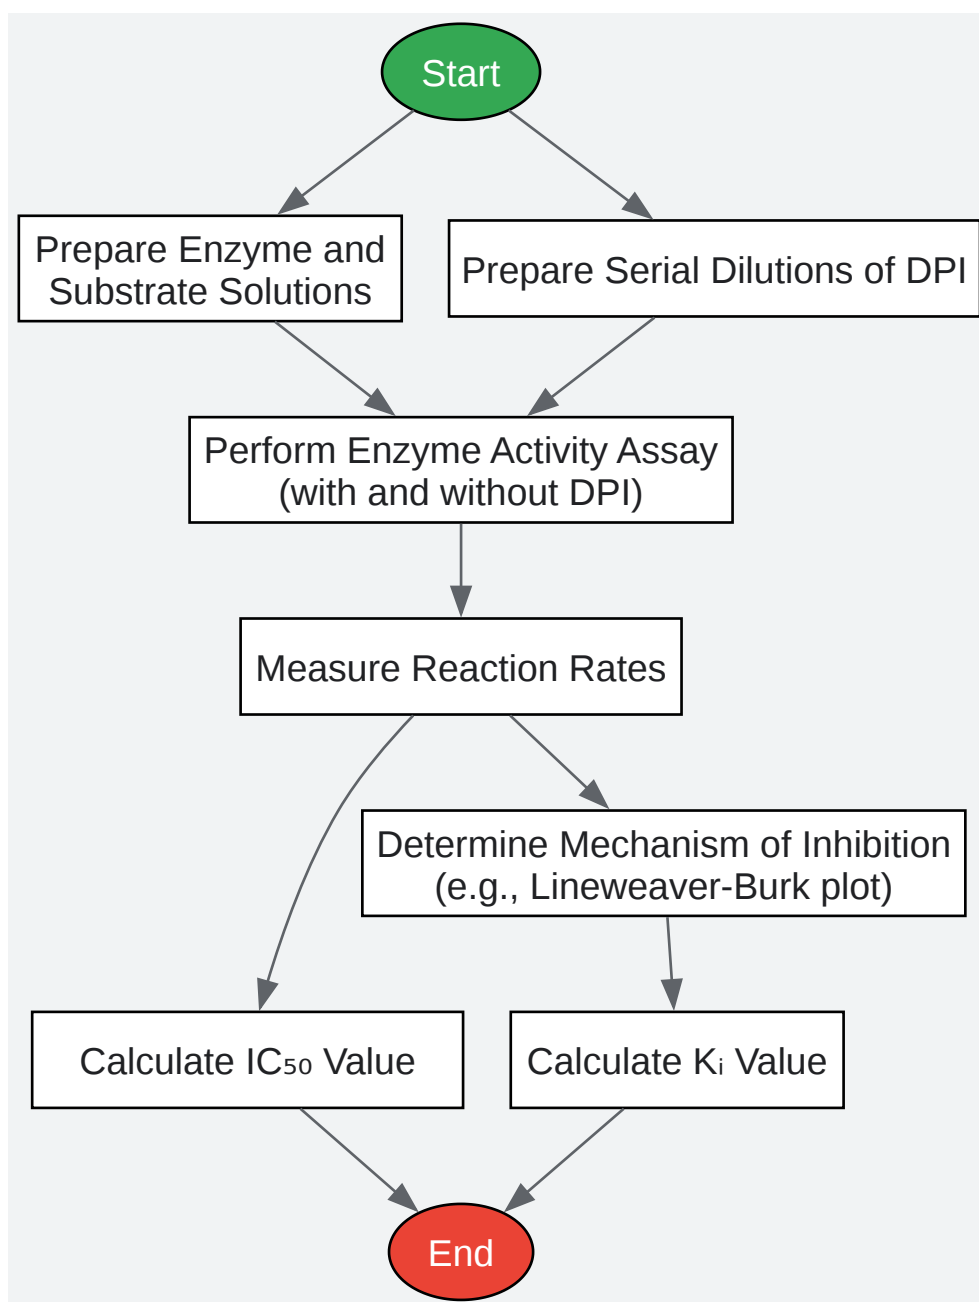 Start
Prepare Enzyme and
Substrate Solutions
Prepare Serial Dilutions of DPI
Perform Enzyme Activity Assay
(with and without DPI)
Measure Reaction Rates
Determine Mechanism of Inhibition
(e.g., Lineweaver-Burk plot)
Calculate IC₅₀ Value
Calculate Kᵢ Value
End